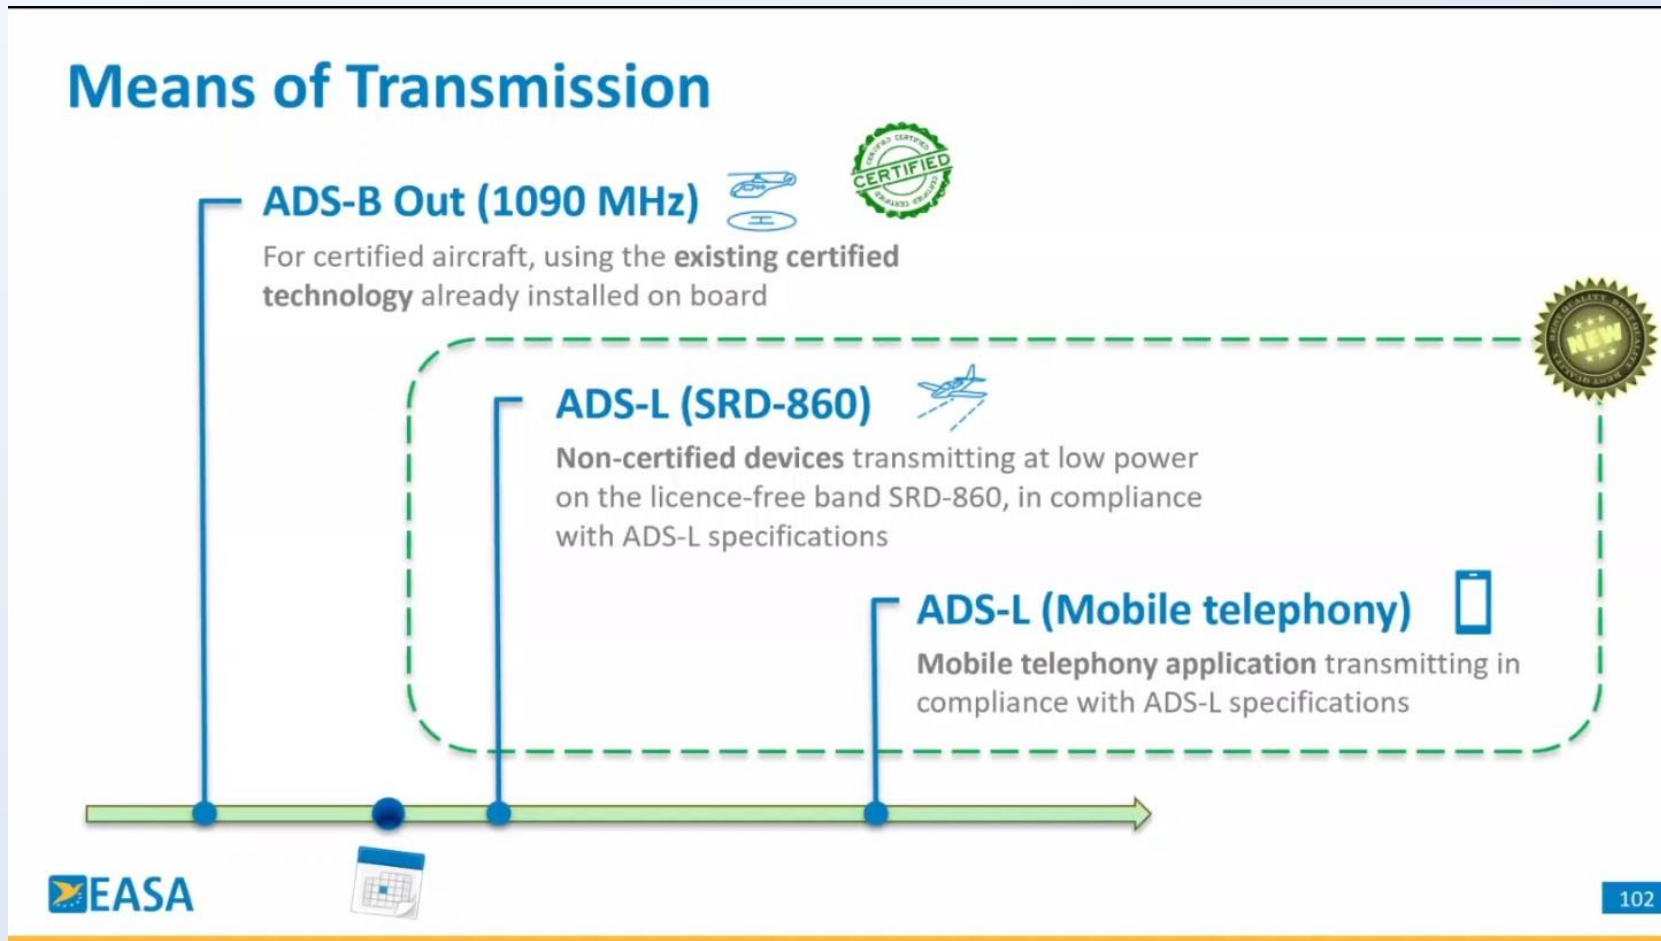 Means of Transmission
ADS-B Out (1090 MHz)
CERTIFIED
For certified aircraft, using the existing certified
technology already installed on board
NEW
ADS-L (SRD-860)
Non-certified devices transmitting at low power
on the licence-free band SRD-860, in compliance
with ADS-L specifications
ADS-L (Mobile telephony)
Mobile telephony application transmitting in
compliance with ADS-L specifications
EASA
102